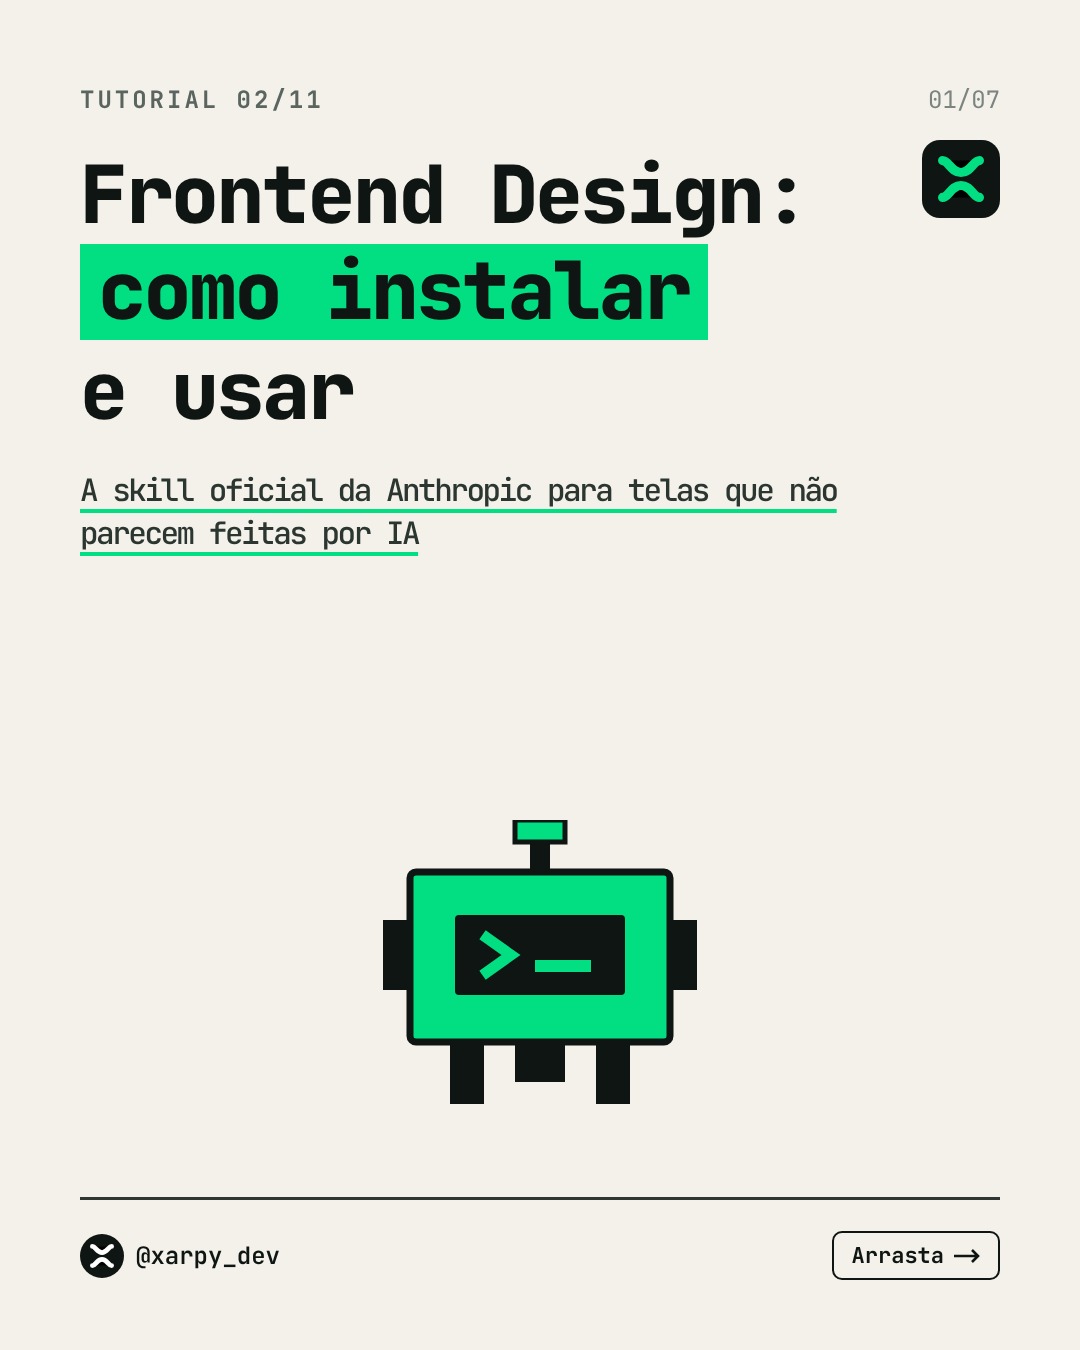 TUTORIAL 02/11
01/07
Frontend Design:
como instalar
e usar
A skill oficial da Anthropic para telas que não
parecem feitas por IA
>_
@xarpy_dev
Arrasta →